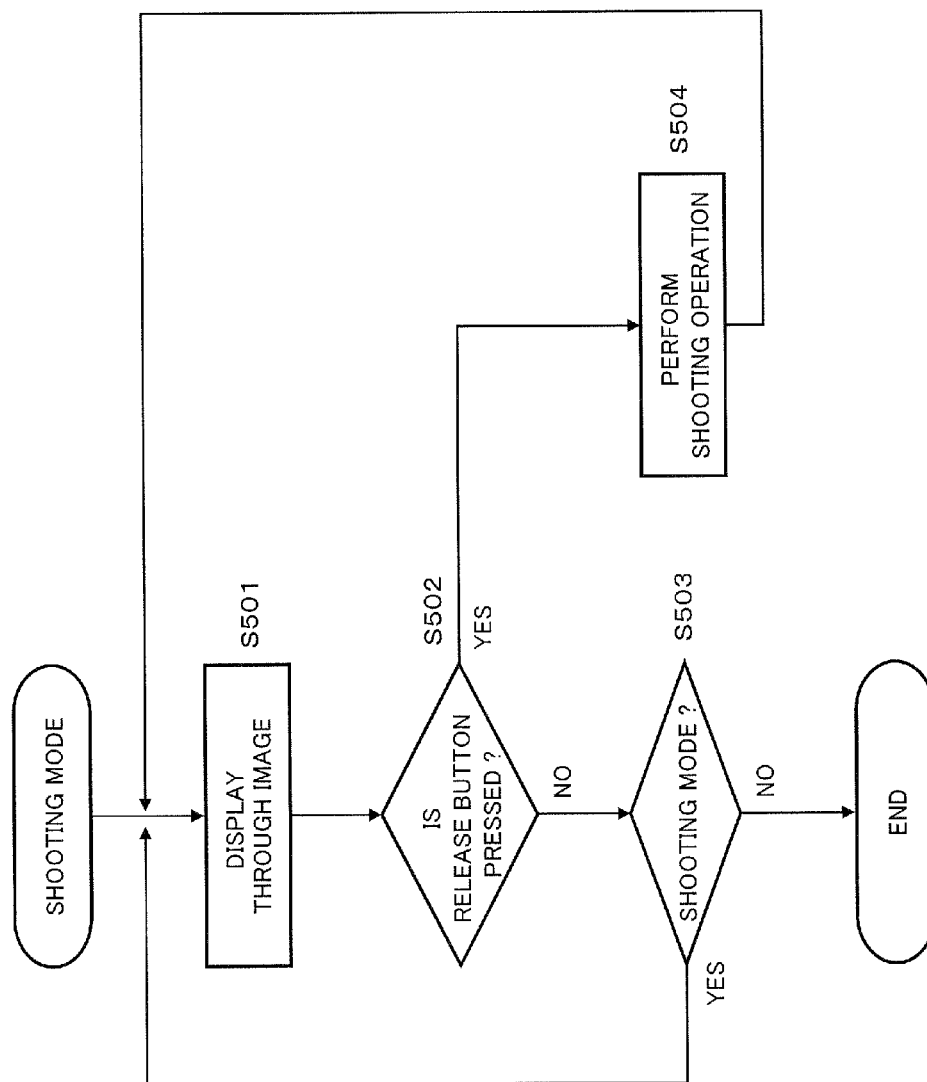 SHOOTING MODE
S501
DISPLAY
THROUGH IMAGE
S502
IS
RELEASE BUTTON
PRESSED ?
YES
NO
S504
PERFORM
SHOOTING OPERATION
S503
SHOOTING MODE ?
YES
NO
END